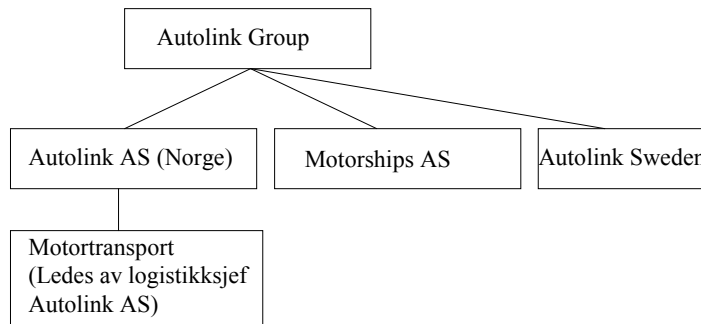 Autolink Group
Autolink AS (Norge)
Motorships AS
Autolink Sweden
Motortransport
(Ledes av logistikksjef
Autolink AS)